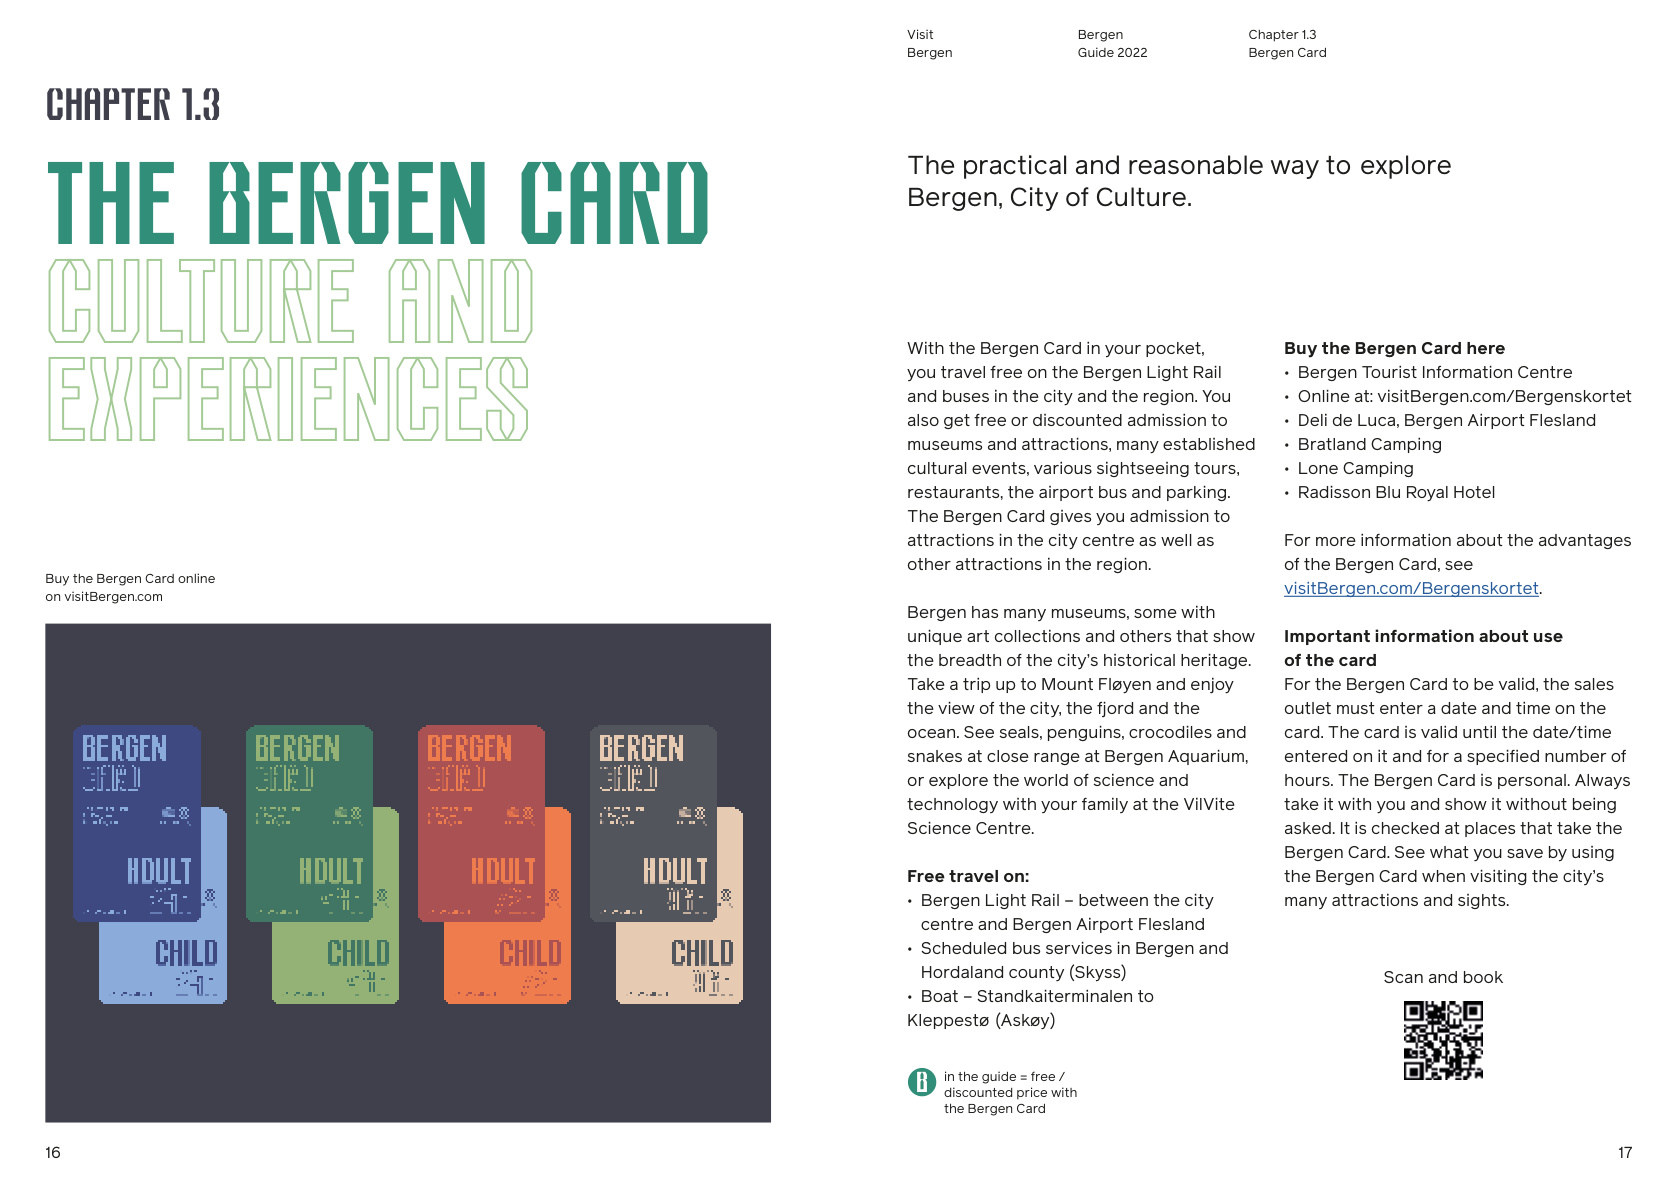 CHAPTER 1.3
THE BERGEN CARD
CULTURE AND
EXPERIENCES
Buy the Bergen Card online
on visitBergen.com
BERGEN
ADULT
CHILD
BERGEN
ADULT
CHILD
BERGEN
ADULT
CHILD
BERGEN
ADULT
CHILD
16
Visit
Bergen
Bergen
Guide 2022
Chapter 1.3
Bergen Card
The practical and reasonable way to explore
Bergen, City of Culture.
With the Bergen Card in your pocket,
you travel free on the Bergen Light Rail
and buses in the city and the region. You
also get free or discounted admission to
museums and attractions, many established
cultural events, various sightseeing tours,
restaurants, the airport bus and parking.
The Bergen Card gives you admission to
attractions in the city centre as well as
other attractions in the region.
Bergen has many museums, some with
unique art collections and others that show
the breadth of the city’s historical heritage.
Take a trip up to Mount Fløyen and enjoy
the view of the city, the fjord and the
ocean. See seals, penguins, crocodiles and
snakes at close range at Bergen Aquarium,
or explore the world of science and
technology with your family at the VilVite
Science Centre.
Free travel on:
• Bergen Light Rail – between the city
centre and Bergen Airport Flesland
• Scheduled bus services in Bergen and
Hordaland county (Skyss)
• Boat – Standkaiterminalen to
Kleppestø (Askøy)
B
in the guide = free /
discounted price with
the Bergen Card
Buy the Bergen Card here
• Bergen Tourist Information Centre
• Online at: visitBergen.com/Bergenskortet
• Deli de Luca, Bergen Airport Flesland
• Bratland Camping
• Lone Camping
• Radisson Blu Royal Hotel
For more information about the advantages
of the Bergen Card, see
visitBergen.com/Bergenskortet.
Important information about use
of the card
For the Bergen Card to be valid, the sales
outlet must enter a date and time on the
card. The card is valid until the date/time
entered on it and for a specified number of
hours. The Bergen Card is personal. Always
take it with you and show it without being
asked. It is checked at places that take the
Bergen Card. See what you save by using
the Bergen Card when visiting the city’s
many attractions and sights.
Scan and book
17